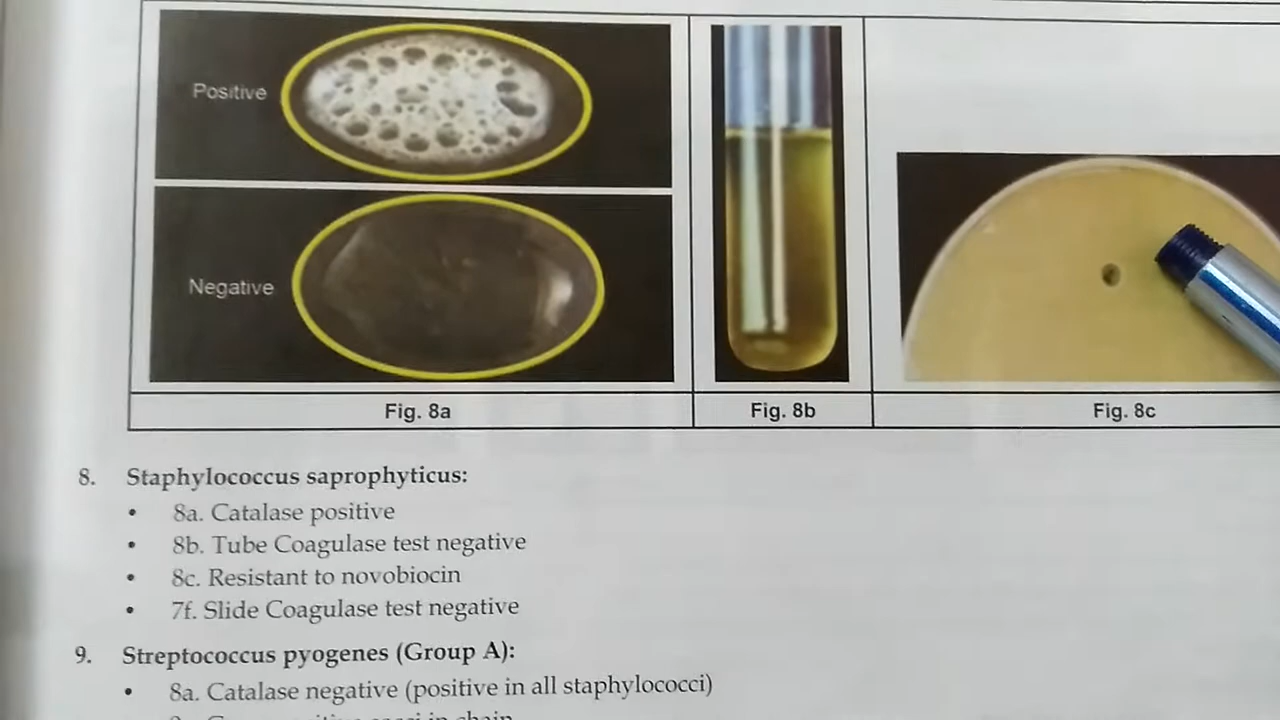 Positive
Negative
Fig. 8a
Fig. 8b
Fig. 8c
8. Staphylococcus saprophyticus:
• 8a. Catalase positive
• 8b. Tube Coagulase test negative
• 8c. Resistant to novobiocin
• 7f. Slide Coagulase test negative
9. Streptococcus pyogenes (Group A):
• 8a. Catalase negative (positive in all staphylococci)
in chain